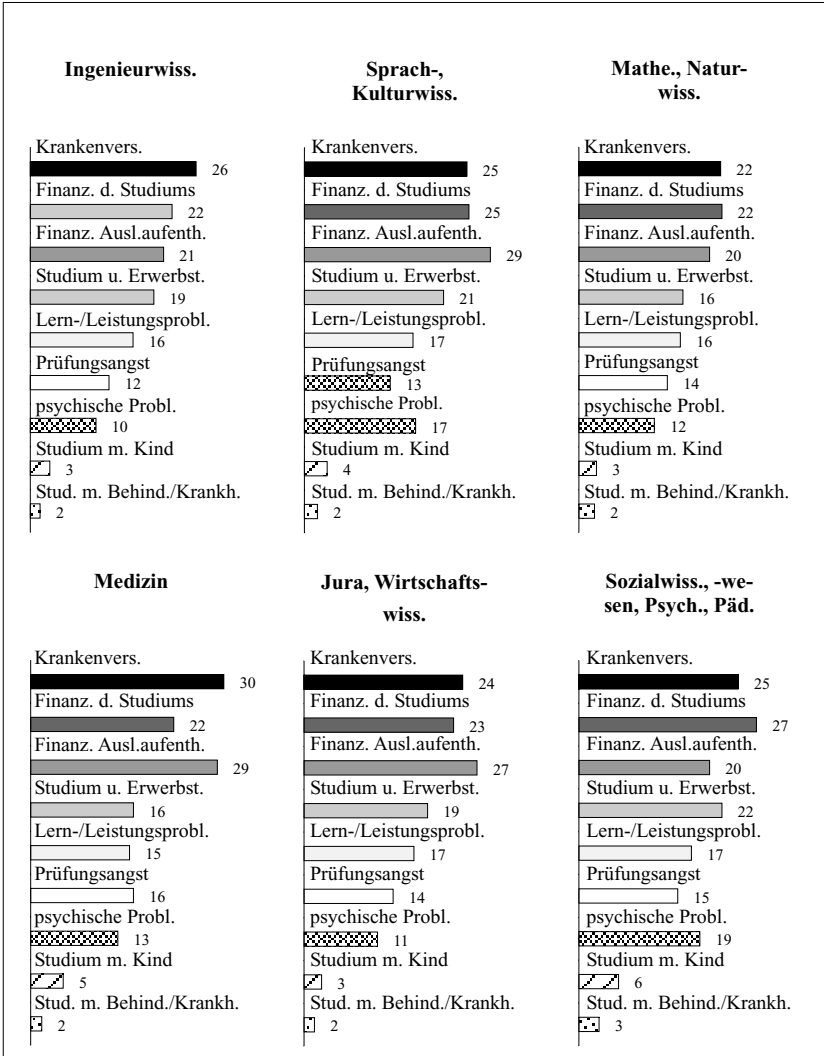 Ingenieurwiss.
Krankenvers.
26
Finanz. d. Studiums
22
Finanz. Ausl.aufenth.
21
Studium u. Erwerbst.
19
Lern-/Leistungsprobl.
16
Prüfungsangst
12
psychische Probl.
10
Studium m. Kind
3
Stud. m. Behind./Krankh.
2
Sprach-,
Kulturwiss.
Krankenvers.
25
Finanz. d. Studiums
25
Finanz. Ausl.aufenth.
29
Studium u. Erwerbst.
21
Lern-/Leistungsprobl.
17
Prüfungsangst
13
psychische Probl.
17
Studium m. Kind
4
Stud. m. Behind./Krankh.
2
Mathe., Natur-
wiss.
Krankenvers.
22
Finanz. d. Studiums
22
Finanz. Ausl.aufenth.
20
Studium u. Erwerbst.
16
Lern-/Leistungsprobl.
16
Prüfungsangst
14
psychische Probl.
12
Studium m. Kind
3
Stud. m. Behind./Krankh.
2
Medizin
Krankenvers.
30
Finanz. d. Studiums
22
Finanz. Ausl.aufenth.
29
Studium u. Erwerbst.
16
Lern-/Leistungsprobl.
15
Prüfungsangst
16
psychische Probl.
13
Studium m. Kind
5
Stud. m. Behind./Krankh.
2
Jura, Wirtschafts-
wiss.
Krankenvers.
24
Finanz. d. Studiums
23
Finanz. Ausl.aufenth.
27
Studium u. Erwerbst.
19
Lern-/Leistungsprobl.
17
Prüfungsangst
14
psychische Probl.
11
Studium m. Kind
3
Stud. m. Behind./Krankh.
2
Sozialwiss., -we-
sen, Psych., Päd.
Krankenvers.
25
Finanz. d. Studiums
27
Finanz. Ausl.aufenth.
20
Studium u. Erwerbst.
22
Lern-/Leistungsprobl.
17
Prüfungsangst
15
psychische Probl.
19
Studium m. Kind
6
Stud. m. Behind./Krankh.
3